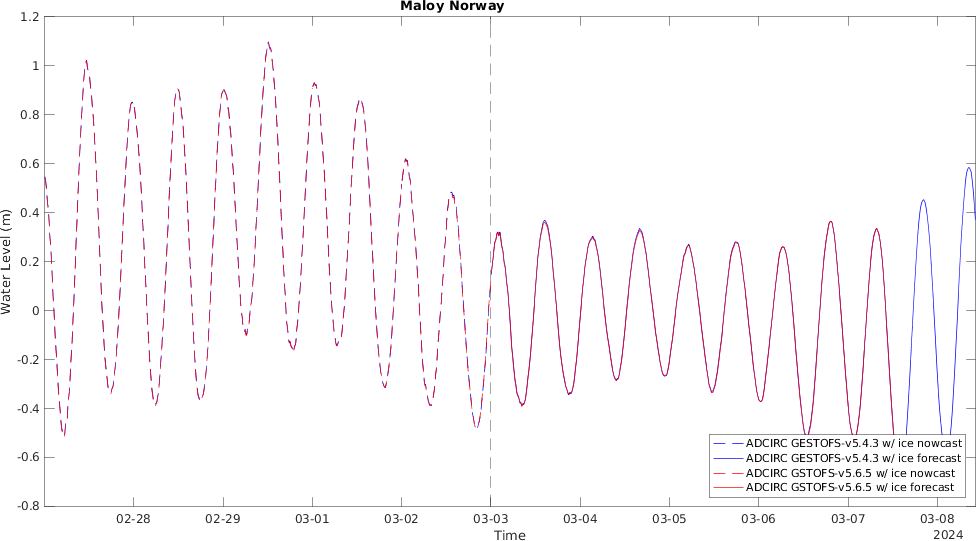 Maloy Norway
1.2
1
0.8
0.6
0.4
0.2
0
-0.2
-0.4
-0.6
-0.8
Water Level (m)
ADCIRC GESTOFS-v5.4.3 w/ ice nowcast
ADCIRC GESTOFS-v5.4.3 w/ ice forecast
ADCIRC GSTOFS-v5.6.5 w/ ice nowcast
ADCIRC GSTOFS-v5.6.5 w/ ice forecast
02-28 02-29 03-01 03-02 03-03 03-04 03-05 03-06 03-07 03-08
Time 2024